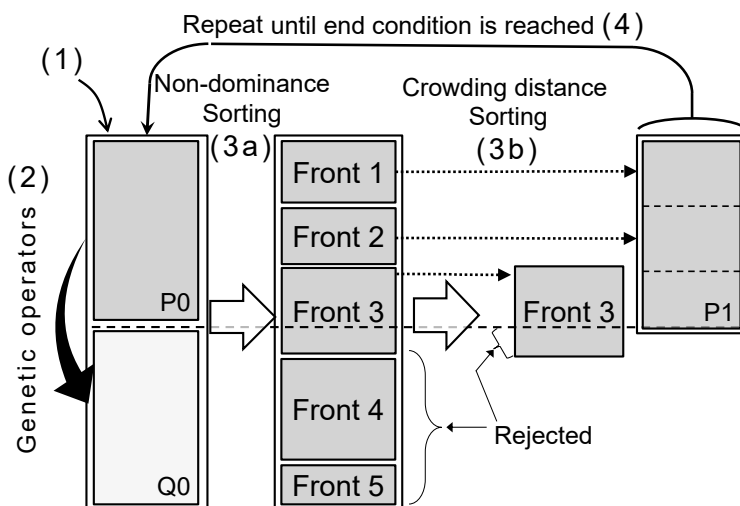 Repeat until end condition is reached (4)
(1)
Non-dominance
Sorting
(3a)
Crowding distance
Sorting
(3b)
(2)
Genetic operators
P0
Q0
Front 1
Front 2
Front 3
Front 4
Front 5
Front 3
Rejected
P1